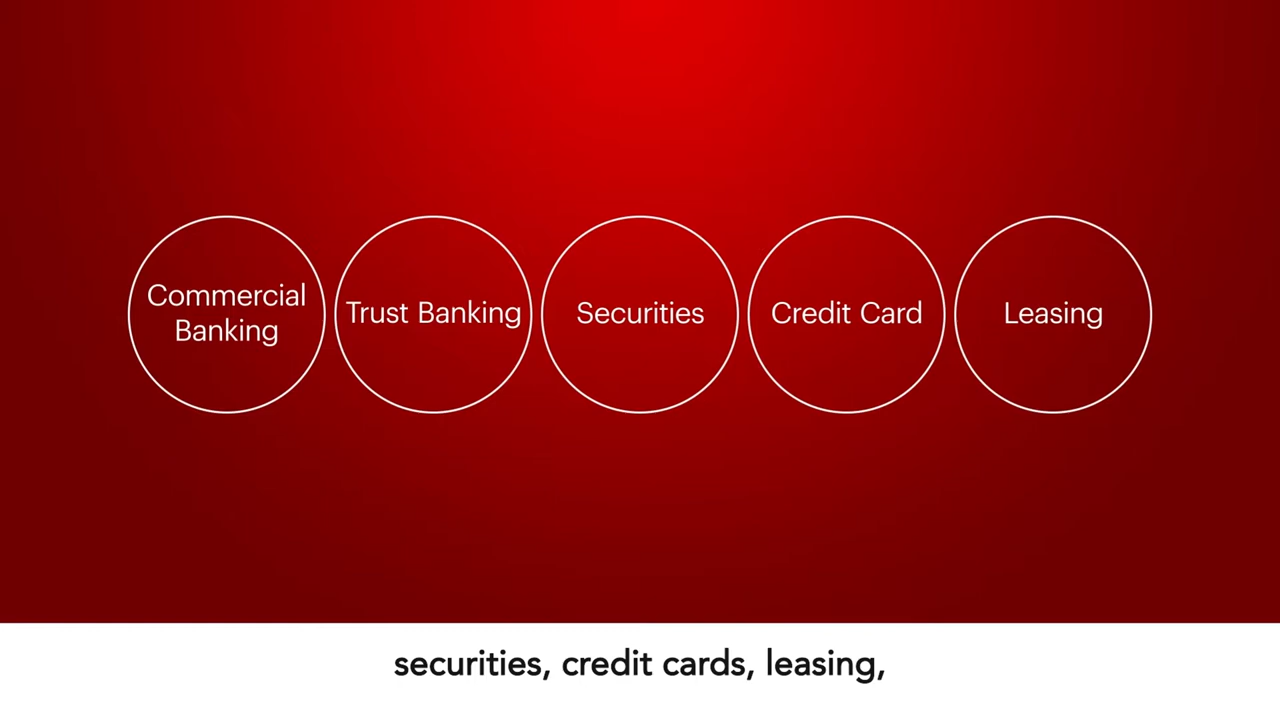 Commercial
Banking
Trust Banking
Securities
Credit Card
Leasing
securities, credit cards, leasing,